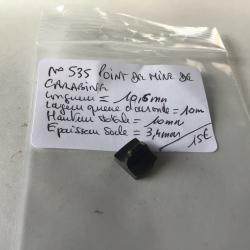 N° 535 POINT DE MIRE DE
CARABINE
Longueur = 10,6mm
Largeur queue d'aronde = 10m
Hauteur totale = 10mm
Epaisseur Socle = 3,4mm
15€